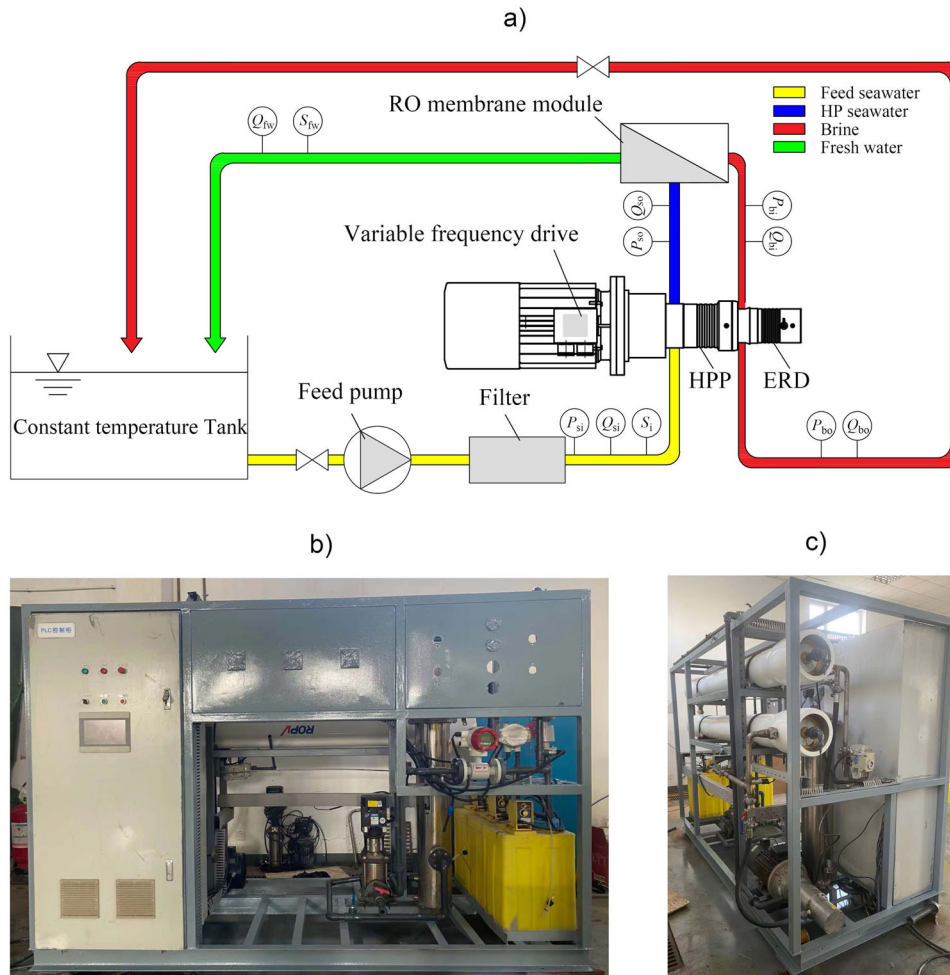 a)
RO membrane module
Feed seawater
HP seawater
Brine
Fresh water
Qfw
Sfw
Qso
Pso
Phi
Qhi
Variable frequency drive
HPP
ERD
Constant temperature Tank
Feed pump
Filter
Psi
Qsi
Si
Pbo
Qbo
b)
c)
PLC控制柜
ROPV